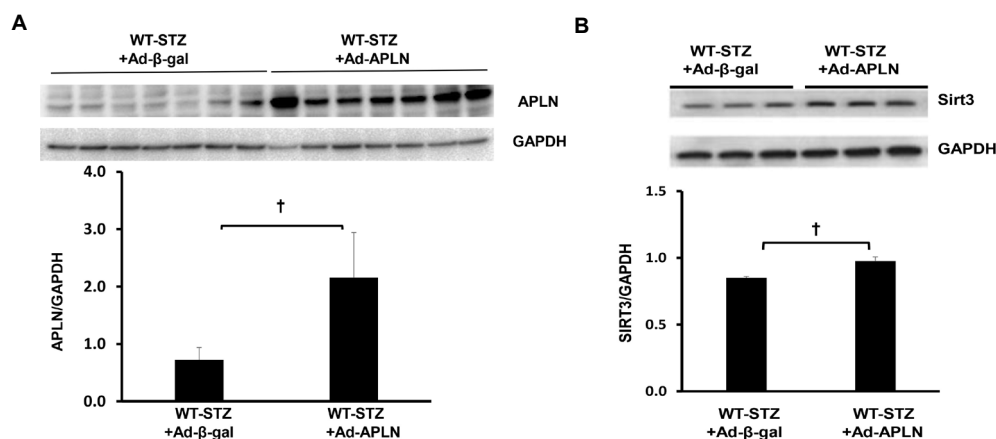 A
WT-STZ
+Ad-β-gal
WT-STZ
+Ad-APLN
APLN
GAPDH
4.0
3.0
2.0
1.0
0.0
APLN/GAPDH
†
WT-STZ
+Ad-β-gal
WT-STZ
+Ad-APLN
B
WT-STZ
+Ad-β-gal
WT-STZ
+Ad-APLN
Sirt3
GAPDH
1.5
1.0
0.5
0.0
SIRT3/GAPDH
†
WT-STZ
+Ad-β-gal
WT-STZ
+Ad-APLN